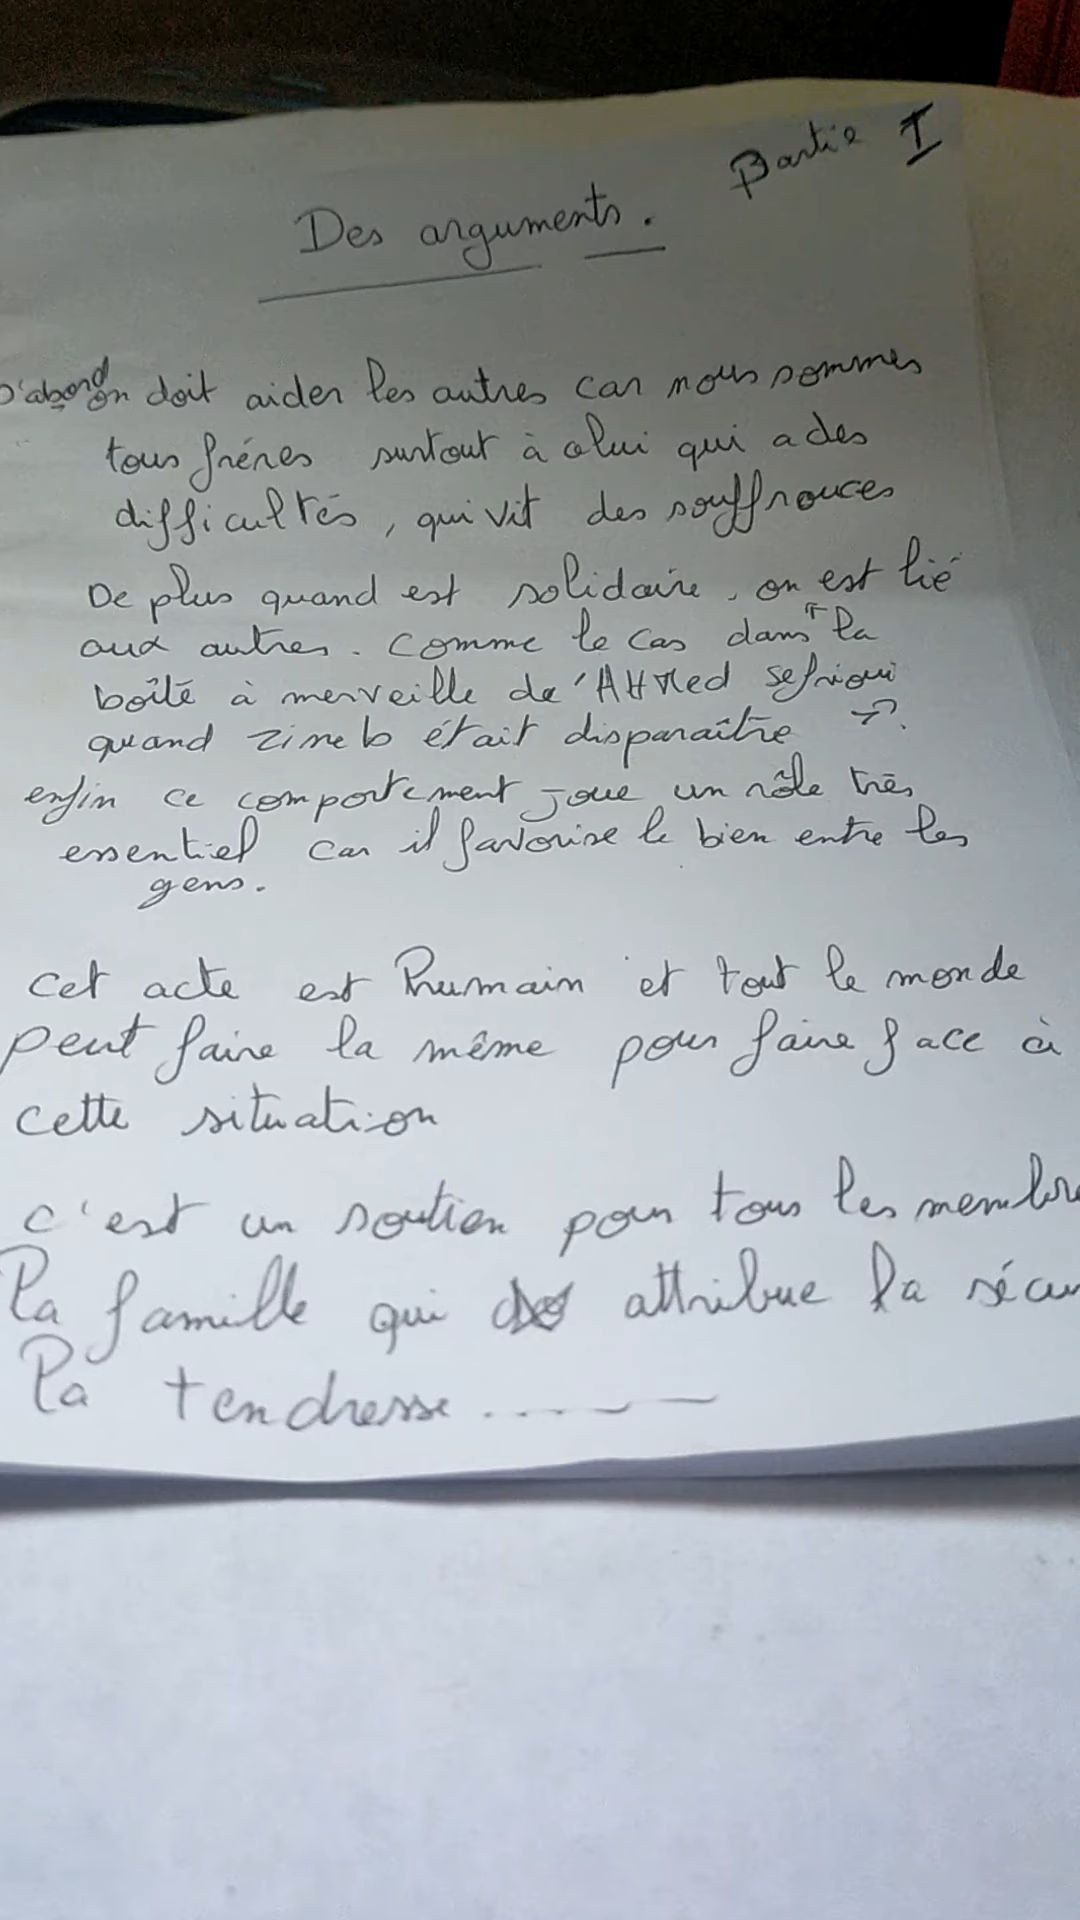 Partie I
Des arguments.
D'abord on doit aider les autres car nous sommes
tous fréres surtout à celui qui a des
difficultés, qui vit des souffrances
De plus quand est solidaire, on est lié
aux autres. comme le cas dans la
boîte à merveille de 'AHMed sefrioui
quand zineb était disparaître
enfin ce comportement joue un rôle très
essentiel car il favorise le bien entre les
gens.
cet acte est humain et tout le monde
peut faire la même pour faire face à
cette situation
c'est un soutien pour tous les membre
la famille qui attribue la sécu
la tendresse.....